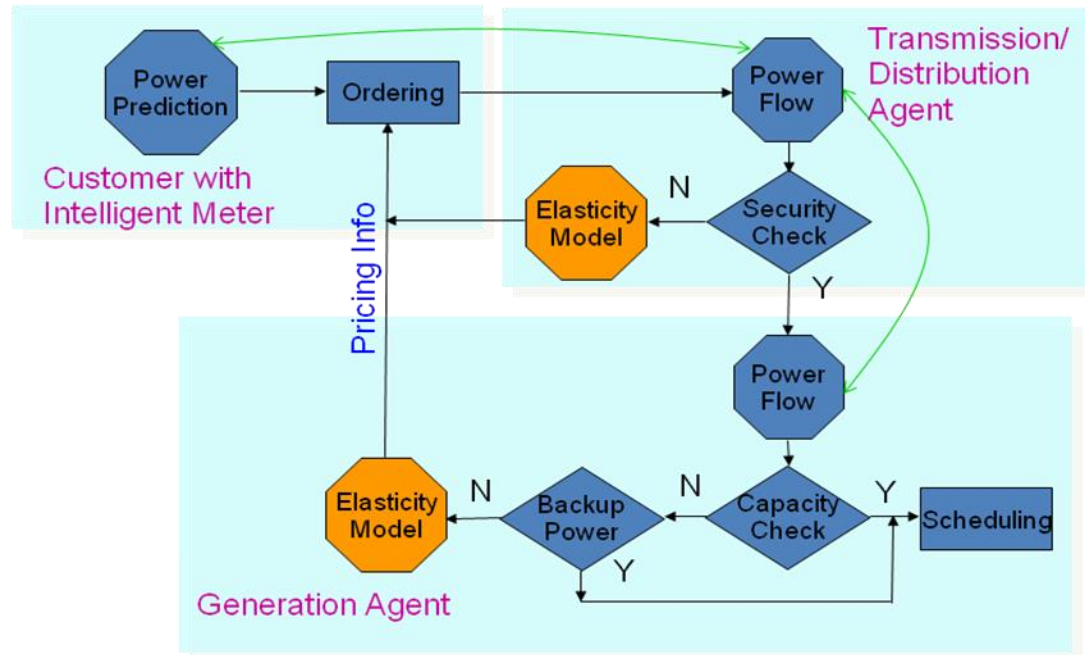 Power
Prediction
Ordering
Customer with
Intelligent Meter
Power
Flow
Transmission/
Distribution
Agent
Security
Check
N
Elasticity
Model
Y
Pricing Info
Power
Flow
Capacity
Check
Y
Scheduling
N
Backup
Power
Y
N
Elasticity
Model
Generation Agent